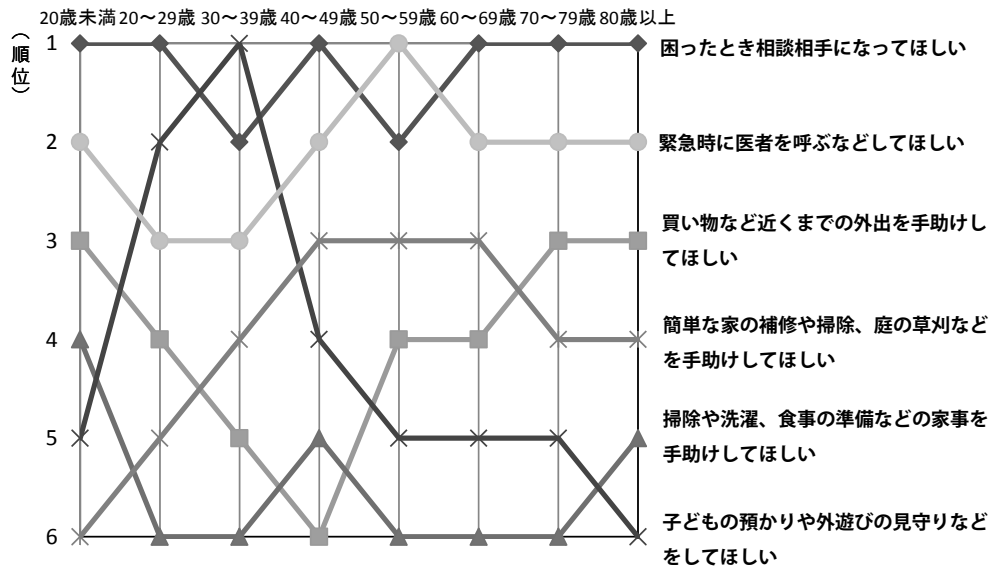 20歳未満 20～29歳 30～39歳 40～49歳 50～59歳 60～69歳 70～79歳 80歳以上
（順位）
1
困ったとき相談相手になってほしい
2
緊急時に医者を呼ぶなどしてほしい
3
買い物など近くまでの外出を手助けし
てほしい
4
簡単な家の補修や掃除、庭の草刈など
を手助けしてほしい
5
掃除や洗濯、食事の準備などの家事を
手助けしてほしい
6
子どもの預かりや外遊びの見守りなど
をしてほしい